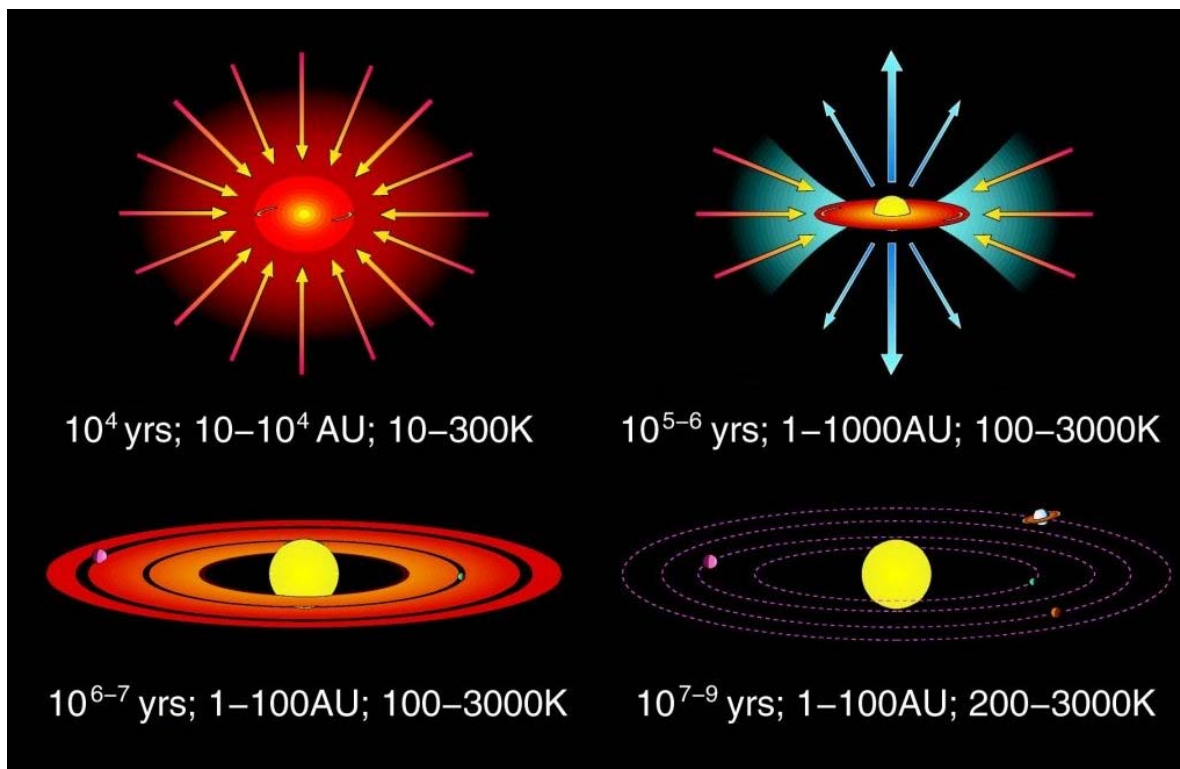 10⁴ yrs; 10–10⁴ AU; 10–300K
10⁵⁻⁶ yrs; 1–1000AU; 100–3000K
10⁶⁻⁷ yrs; 1–100AU; 100–3000K
10⁷⁻⁹ yrs; 1–100AU; 200–3000K